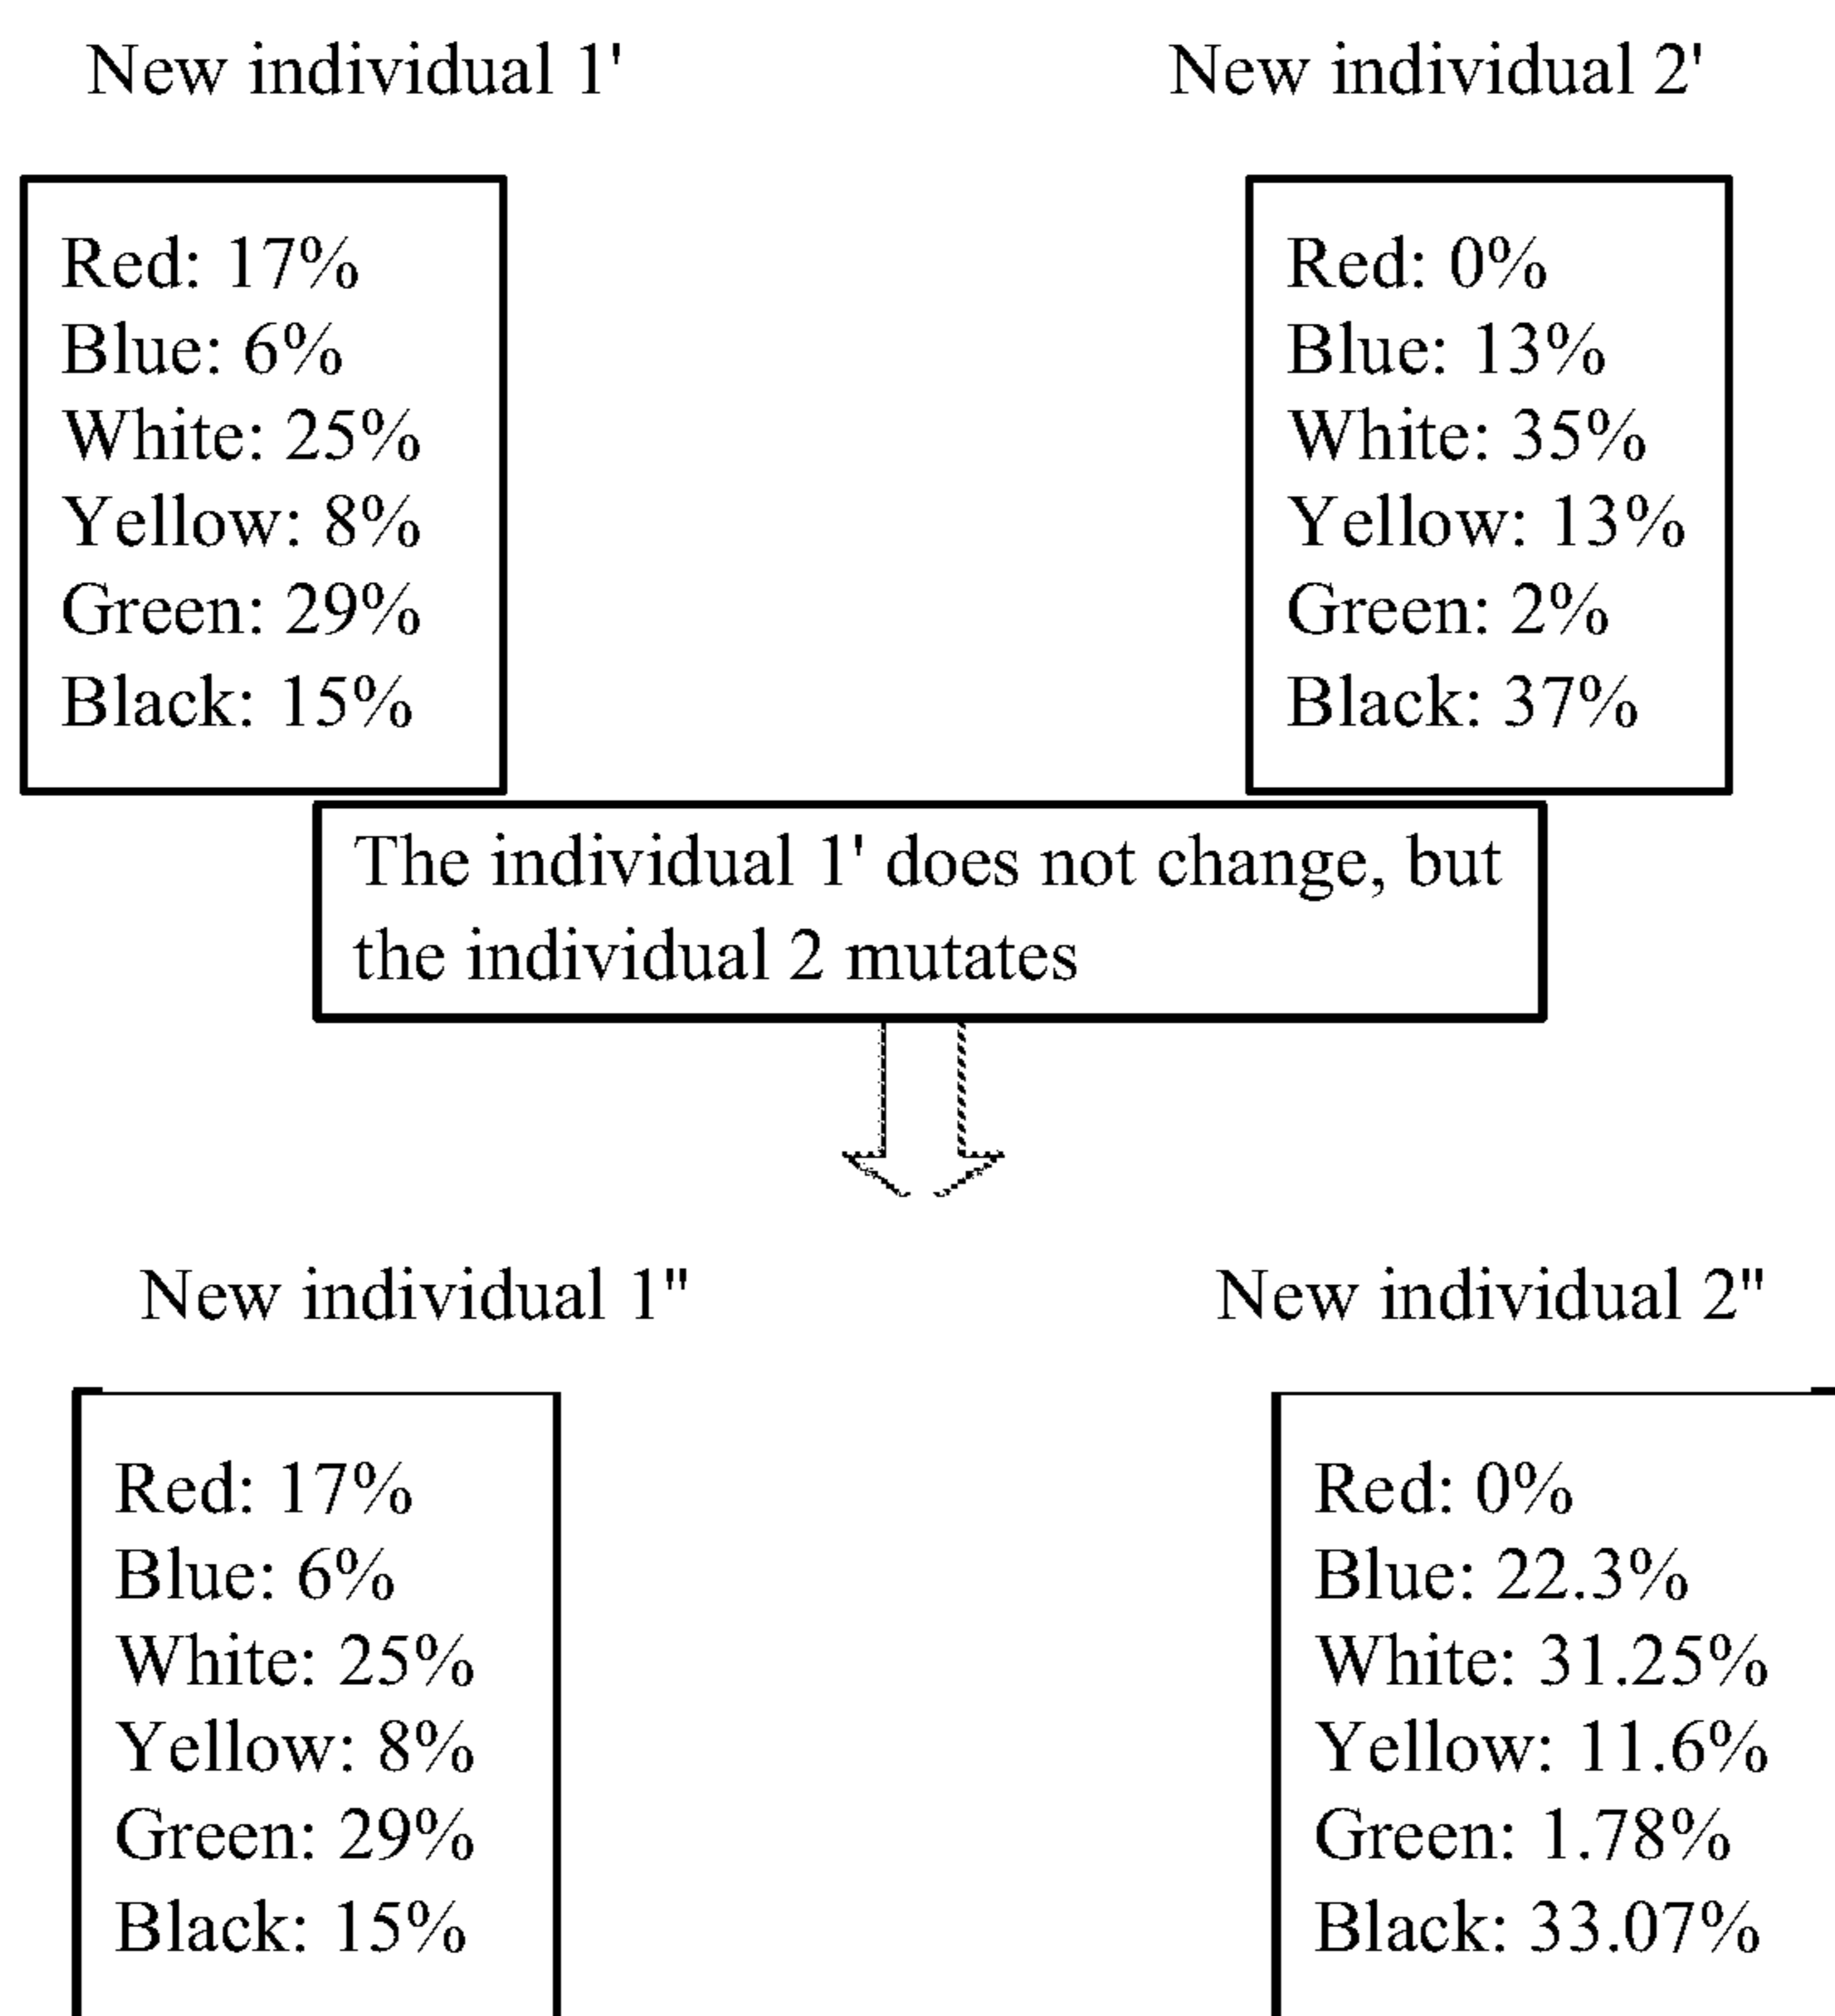 New individual 1'
New individual 2'
Red: 17%
Blue: 6%
White: 25%
Yellow: 8%
Green: 29%
Black: 15%
Red: 0%
Blue: 13%
White: 35%
Yellow: 13%
Green: 2%
Black: 37%
The individual 1' does not change, but
the individual 2 mutates
New individual 1"
New individual 2"
Red: 17%
Blue: 6%
White: 25%
Yellow: 8%
Green: 29%
Black: 15%
Red: 0%
Blue: 22.3%
White: 31.25%
Yellow: 11.6%
Green: 1.78%
Black: 33.07%